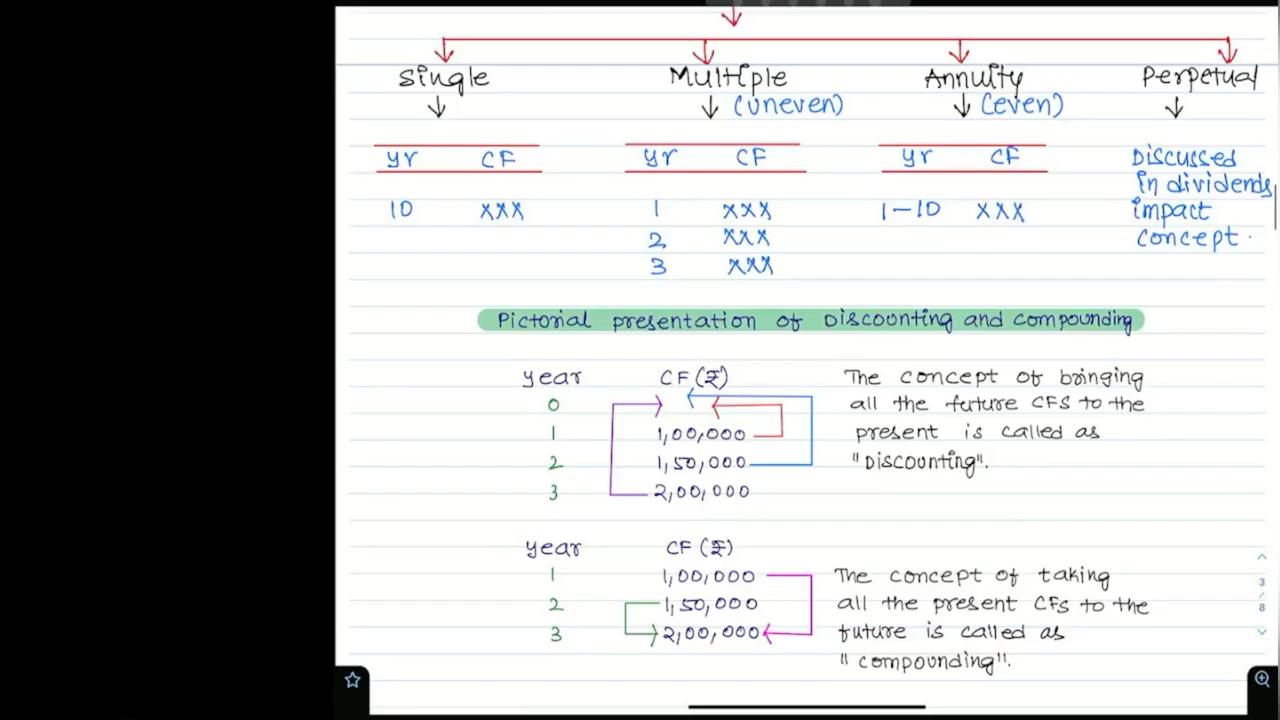 Single Multiple Annuity Perpetual
(uneven) (even)
yr CF yr CF yr CF Discussed
in dividends
10 xxx 1 xxx 1-10 xxx impact
2 xxx concept.
3 xxx
Pictorial presentation of Discounting and compounding
year CF (₹) The concept of bringing
0 all the future CFS to the
1 1,00,000 present is called as
2 1,50,000 "Discounting".
3 2,00,000
year CF (₹)
1 1,00,000 The concept of taking
2 1,50,000 all the present CFS to the
3 2,00,000 future is called as
"compounding".
3
/
8